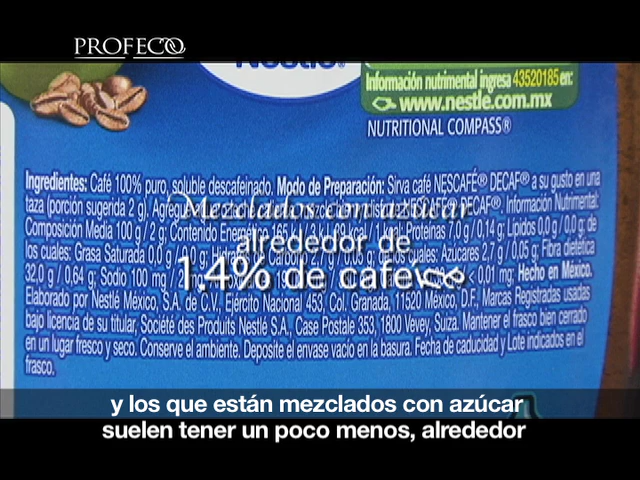 PROFECO
Nestlé®
Información nutrimental ingresa 43520185 en:
www.nestle.com.mx
NUTRITIONAL COMPASS®
Ingredientes: Café 100% puro, soluble descafeinado. Modo de Preparación: Sirva café NESCAFÉ® DECAF® a su gusto en una
taza (porción sugerida 2 g). NESCAFÉ® DECAF®. Información Nutrimental:
Mezclados con azúcar
Composición Media 100 g / 2 g: Contenido Energético Proteínas 7,0 g / 0,14 g; Lípidos 0,0 g / 0,0 g; de
alrededor de
los cuales: Grasa Saturada 0,0 g Azúcares 2,7 g / 0,05 g; Fibra dietética
1.4% de cafeína
32,0 g / 0,64 g; Sodio 100 mg 0,01 mg; Hecho en México.
Elaborado por Nestlé México, S.A. de C.V., Ejército Nacional 453, Col. Granada, 11520 México, D.F., Marcas Registradas usadas
bajo licencia de su titular, Société des Produits Nestlé S.A., Case Postale 353, 1800 Vevey, Suiza. Mantener el frasco bien cerrado
en un lugar fresco y seco. Conserve el ambiente. Deposite el envase vacío en la basura. Fecha de caducidad y Lote indicados en el
frasco.
y los que están mezclados con azúcar
suelen tener un poco menos, alrededor